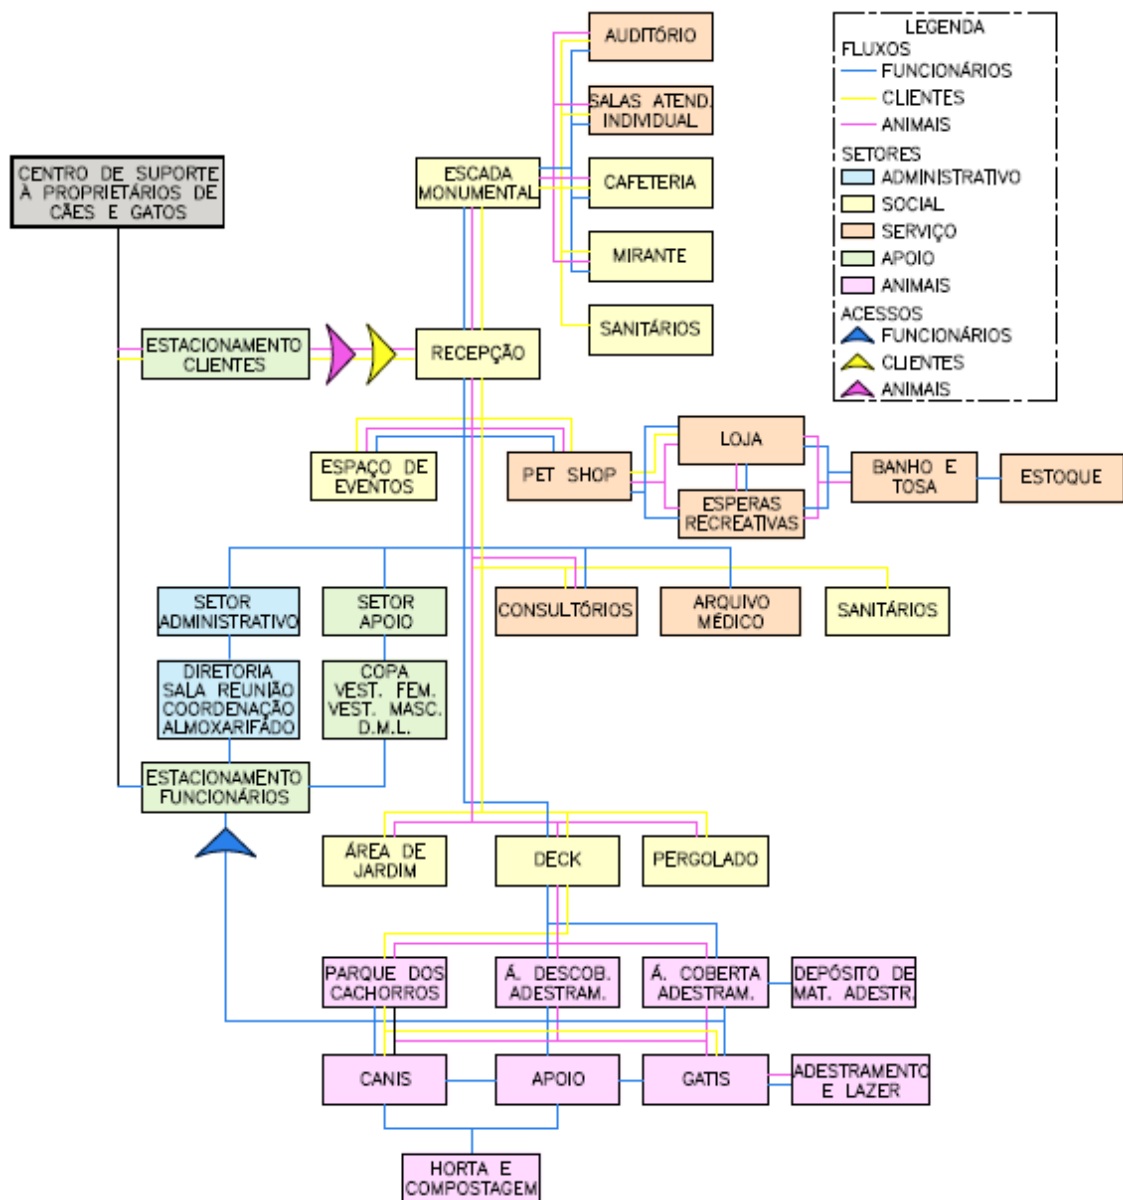 AUDITÓRIO
SALAS ATEND.
INDIVIDUAL
ESCADA
MONUMENTAL
CAFETERIA
MIRANTE
SANITÁRIOS
CENTRO DE SUPORTE
À PROPRIETÁRIOS DE
CÃES E GATOS
LEGENDA
FLUXOS
FUNCIONÁRIOS
CLIENTES
ANIMAIS
SETORES
ADMINISTRATIVO
SOCIAL
SERVIÇO
APOIO
ANIMAIS
ACESSOS
FUNCIONÁRIOS
CLIENTES
ANIMAIS
ESTACIONAMENTO
CLIENTES
RECEPÇÃO
ESPAÇO DE
EVENTOS
PET SHOP
LOJA
ESPERAS
RECREATIVAS
BANHO E
TOSA
ESTOQUE
SETOR
ADMINISTRATIVO
SETOR
APOIO
CONSULTÓRIOS
ARQUIVO
MÉDICO
SANITÁRIOS
DIRETORIA
SALA REUNIÃO
COORDENAÇÃO
ALMOXARIFADO
COPA
VEST. FEM.
VEST. MASC.
D.M.L.
ESTACIONAMENTO
FUNCIONÁRIOS
ÁREA DE
JARDIM
DECK
PERGOLADO
PARQUE DOS
CACHORROS
Á. DESCOB.
ADESTRAM.
Á. COBERTA
ADESTRAM.
DEPÓSITO DE
MAT. ADESTR.
CANIS
APOIO
GATIS
ADESTRAMENTO
E LAZER
HORTA E
COMPOSTAGEM